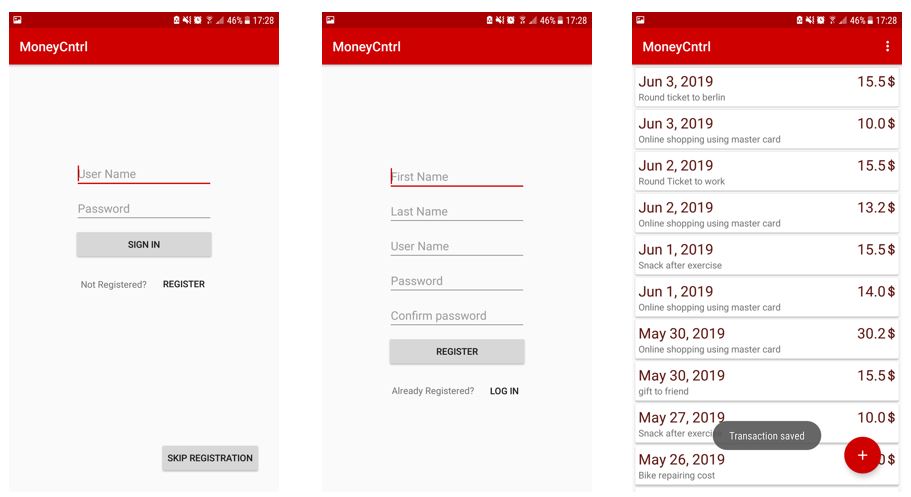 46% 17:28
MoneyCntrl
User Name
Password
SIGN IN
Not Registered? REGISTER
SKIP REGISTRATION
46% 17:28
MoneyCntrl
First Name
Last Name
User Name
Password
Confirm password
REGISTER
Already Registered? LOG IN
46% 17:28
MoneyCntrl
Jun 3, 2019 15.5$
Round ticket to berlin
Jun 3, 2019 10.0$
Online shopping using master card
Jun 2, 2019 15.5$
Round Ticket to work
Jun 2, 2019 13.2$
Online shopping using master card
Jun 1, 2019 15.5$
Snack after exercise
Jun 1, 2019 14.0$
Online shopping using master card
May 30, 2019 30.2$
Online shopping using master card
May 30, 2019 15.5$
gift to friend
May 27, 2019 10.0$
Snack after
Transaction saved
May 26, 2019 0$
Bike repairing cost